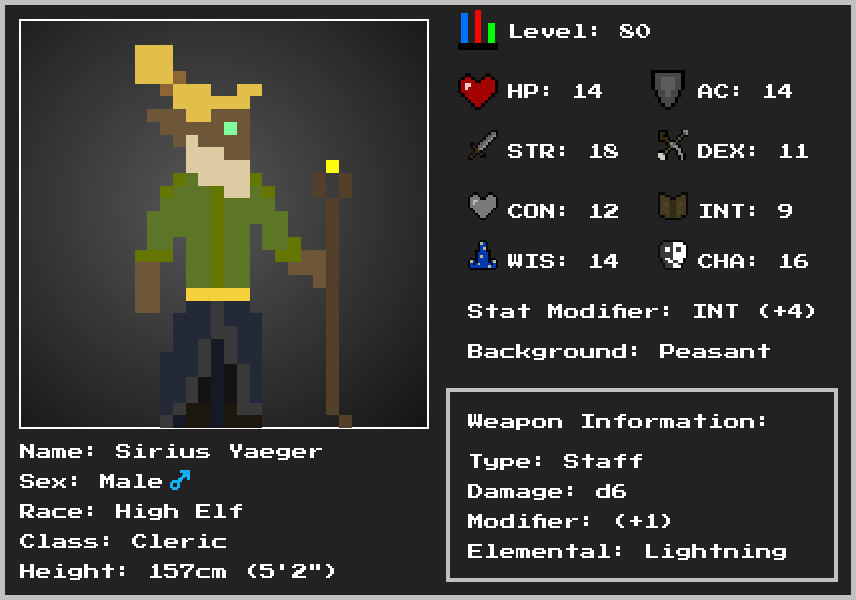 Level: 80
HP: 14
AC: 14
STR: 18
DEX: 11
CON: 12
INT: 9
WIS: 14
CHA: 16
Stat Modifier: INT (+4)
Background: Peasant
Weapon Information:
Type: Staff
Damage: d6
Modifier: (+1)
Elemental: Lightning
Name: Sirius Yaeger
Sex: Male♂
Race: High Elf
Class: Cleric
Height: 157cm (5'2")